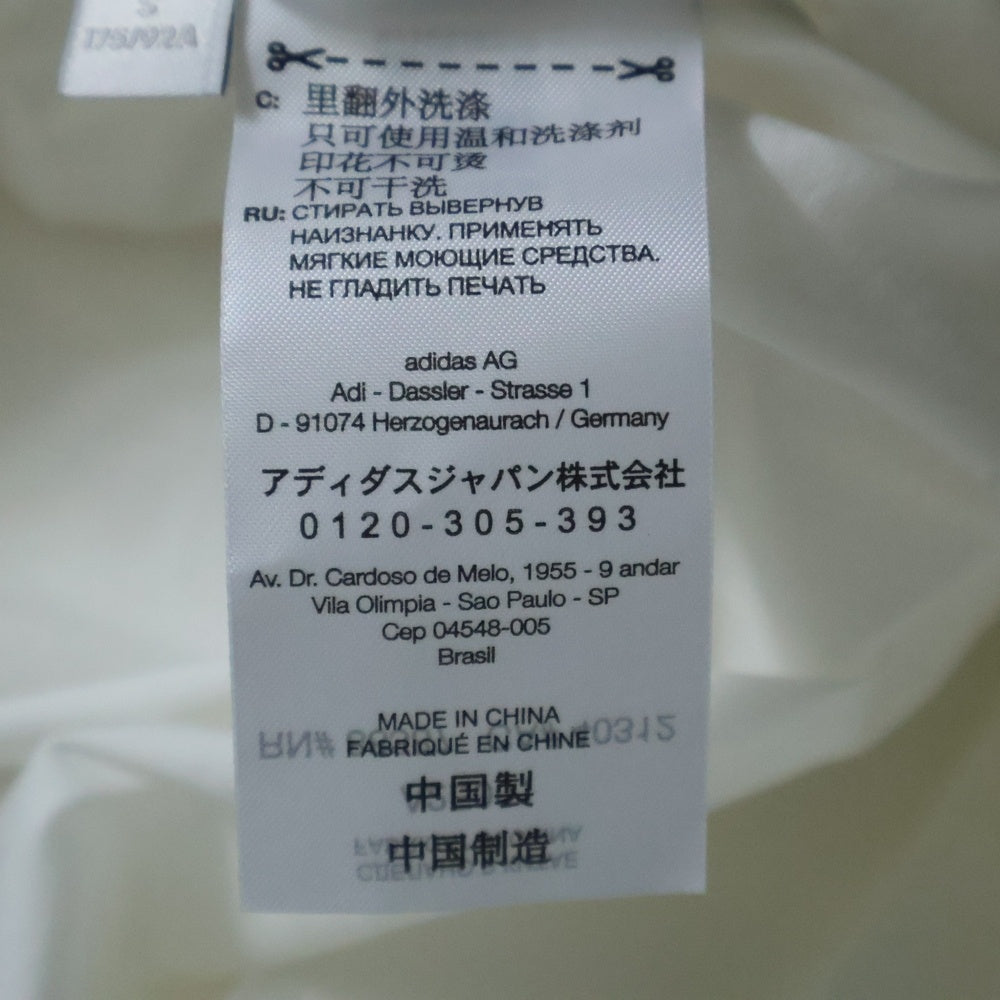 S
175/92A
C: 里翻外洗涤
只可使用温和洗涤剂
印花不可烫
不可干洗
RU: СТИРАТЬ ВЫВЕРНУВ
НАИЗНАНКУ. ПРИМЕНЯТЬ
МЯГКИЕ МОЮЩИЕ СРЕДСТВА.
НЕ ГЛАДИТЬ ПЕЧАТЬ
adidas AG
Adi - Dassler - Strasse 1
D - 91074 Herzogenaurach / Germany
アディダスジャパン株式会社
0120-305-393
Av. Dr. Cardoso de Melo, 1955 - 9 andar
Vila Olimpia - Sao Paulo - SP
Cep 04548-005
Brasil
MADE IN CHINA
RN# 40312
FABRIQUÉ EN CHINE
中国製
中国制造